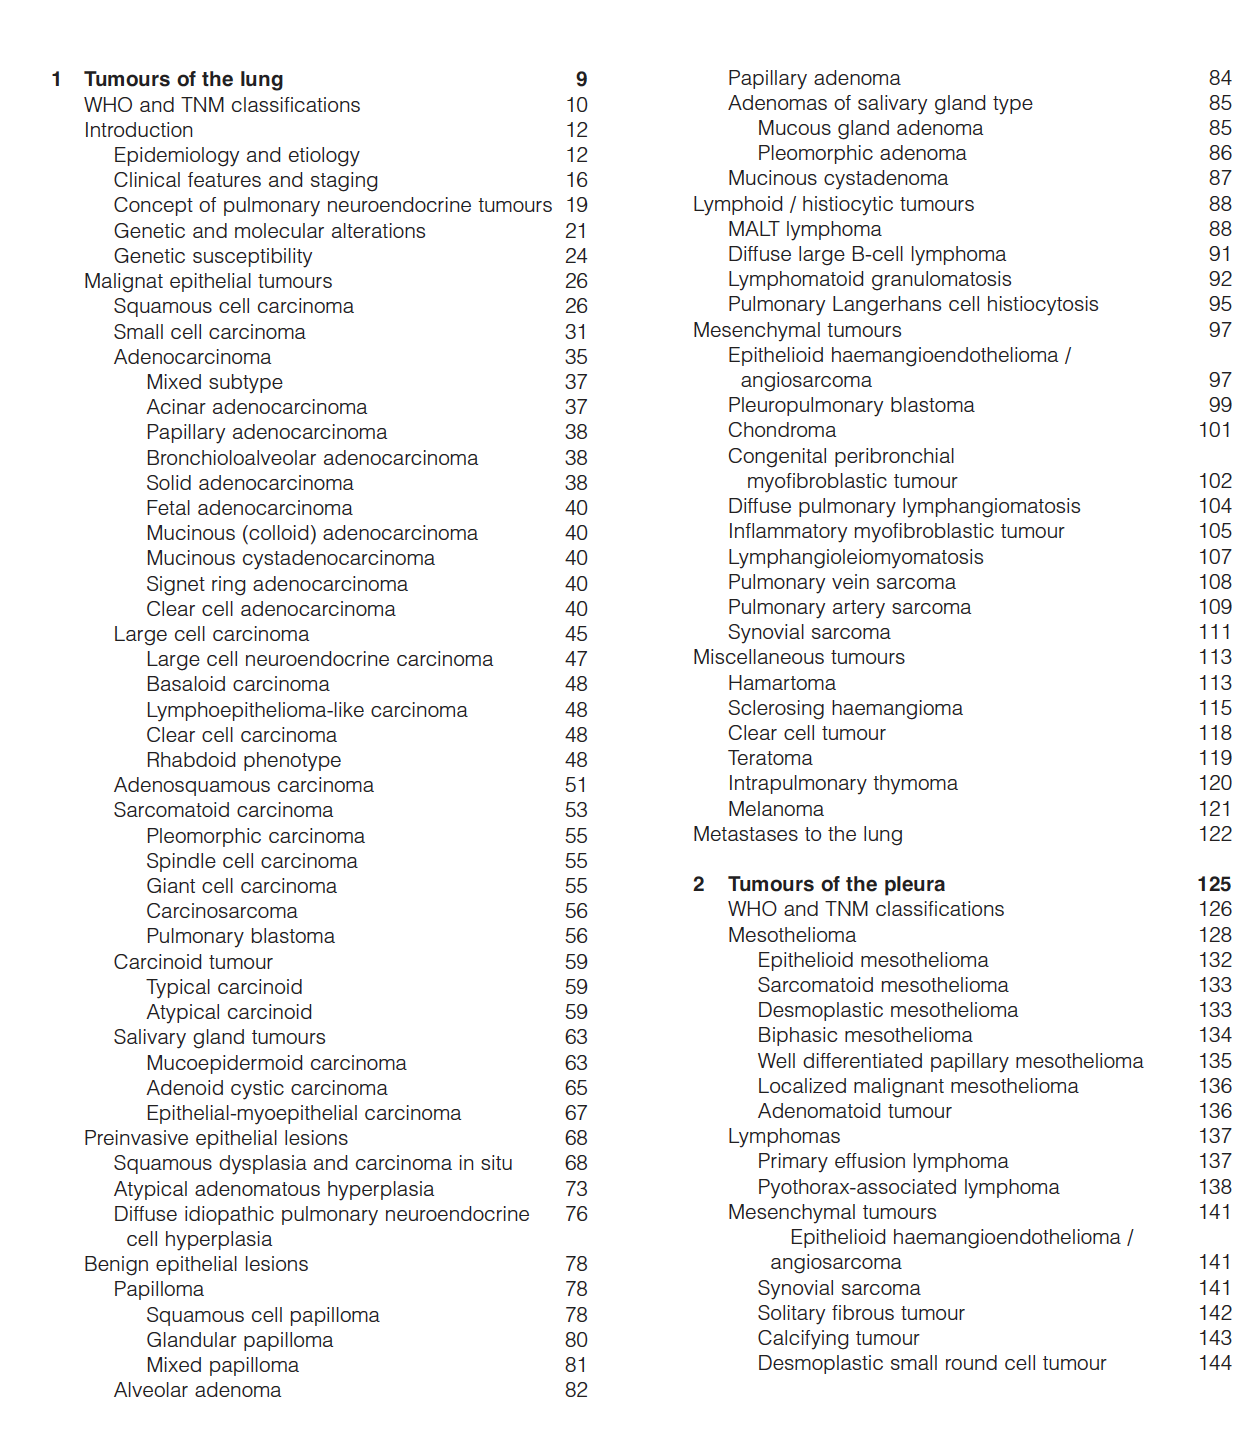 1 Tumours of the lung 9
WHO and TNM classifications 10
Introduction 12
Epidemiology and etiology 12
Clinical features and staging 16
Concept of pulmonary neuroendocrine tumours 19
Genetic and molecular alterations 21
Genetic susceptibility 24
Malignat epithelial tumours 26
Squamous cell carcinoma 26
Small cell carcinoma 31
Adenocarcinoma 35
Mixed subtype 37
Acinar adenocarcinoma 37
Papillary adenocarcinoma 38
Bronchioloalveolar adenocarcinoma 38
Solid adenocarcinoma 38
Fetal adenocarcinoma 40
Mucinous (colloid) adenocarcinoma 40
Mucinous cystadenocarcinoma 40
Signet ring adenocarcinoma 40
Clear cell adenocarcinoma 40
Large cell carcinoma 45
Large cell neuroendocrine carcinoma 47
Basaloid carcinoma 48
Lymphoepithelioma-like carcinoma 48
Clear cell carcinoma 48
Rhabdoid phenotype 48
Adenosquamous carcinoma 51
Sarcomatoid carcinoma 53
Pleomorphic carcinoma 55
Spindle cell carcinoma 55
Giant cell carcinoma 55
Carcinosarcoma 56
Pulmonary blastoma 56
Carcinoid tumour 59
Typical carcinoid 59
Atypical carcinoid 59
Salivary gland tumours 63
Mucoepidermoid carcinoma 63
Adenoid cystic carcinoma 65
Epithelial-myoepithelial carcinoma 67
Preinvasive epithelial lesions 68
Squamous dysplasia and carcinoma in situ 68
Atypical adenomatous hyperplasia 73
Diffuse idiopathic pulmonary neuroendocrine 76
cell hyperplasia
Benign epithelial lesions 78
Papilloma 78
Squamous cell papilloma 78
Glandular papilloma 80
Mixed papilloma 81
Alveolar adenoma 82
Papillary adenoma 84
Adenomas of salivary gland type 85
Mucous gland adenoma 85
Pleomorphic adenoma 86
Mucinous cystadenoma 87
Lymphoid / histiocytic tumours 88
MALT lymphoma 88
Diffuse large B-cell lymphoma 91
Lymphomatoid granulomatosis 92
Pulmonary Langerhans cell histiocytosis 95
Mesenchymal tumours 97
Epithelioid haemangioendothelioma /
angiosarcoma 97
Pleuropulmonary blastoma 99
Chondroma 101
Congenital peribronchial
myofibroblastic tumour 102
Diffuse pulmonary lymphangiomatosis 104
Inflammatory myofibroblastic tumour 105
Lymphangioleiomyomatosis 107
Pulmonary vein sarcoma 108
Pulmonary artery sarcoma 109
Synovial sarcoma 111
Miscellaneous tumours 113
Hamartoma 113
Sclerosing haemangioma 115
Clear cell tumour 118
Teratoma 119
Intrapulmonary thymoma 120
Melanoma 121
Metastases to the lung 122
2 Tumours of the pleura 125
WHO and TNM classifications 126
Mesothelioma 128
Epithelioid mesothelioma 132
Sarcomatoid mesothelioma 133
Desmoplastic mesothelioma 133
Biphasic mesothelioma 134
Well differentiated papillary mesothelioma 135
Localized malignant mesothelioma 136
Adenomatoid tumour 136
Lymphomas 137
Primary effusion lymphoma 137
Pyothorax-associated lymphoma 138
Mesenchymal tumours 141
Epithelioid haemangioendothelioma /
angiosarcoma 141
Synovial sarcoma 141
Solitary fibrous tumour 142
Calcifying tumour 143
Desmoplastic small round cell tumour 144